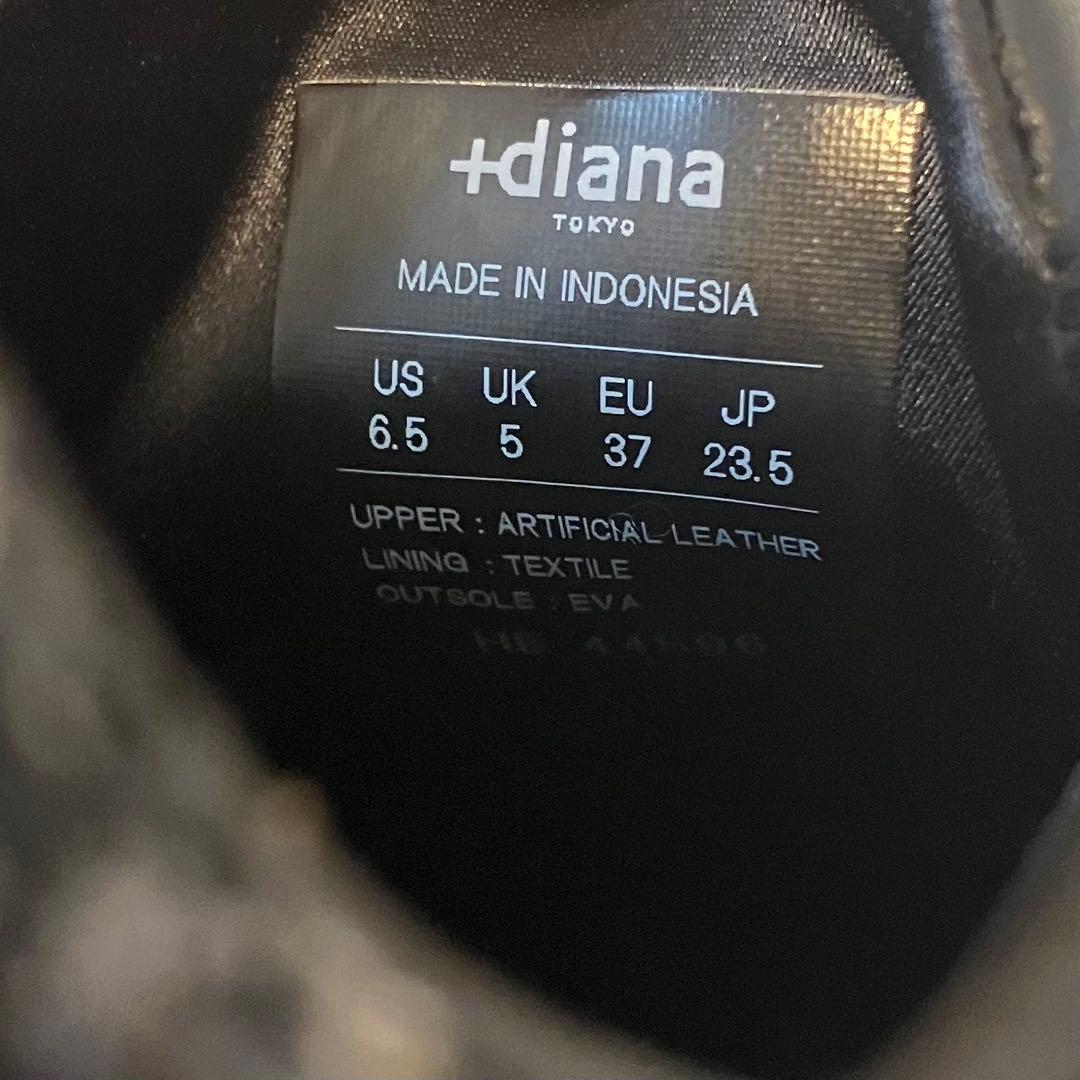 +diana
TOKYO
MADE IN INDONESIA
US UK EU JP
6.5 5 37 23.5
UPPER : ARTIFICIAL LEATHER
LINING : TEXTILE
OUTSOLE : EVA